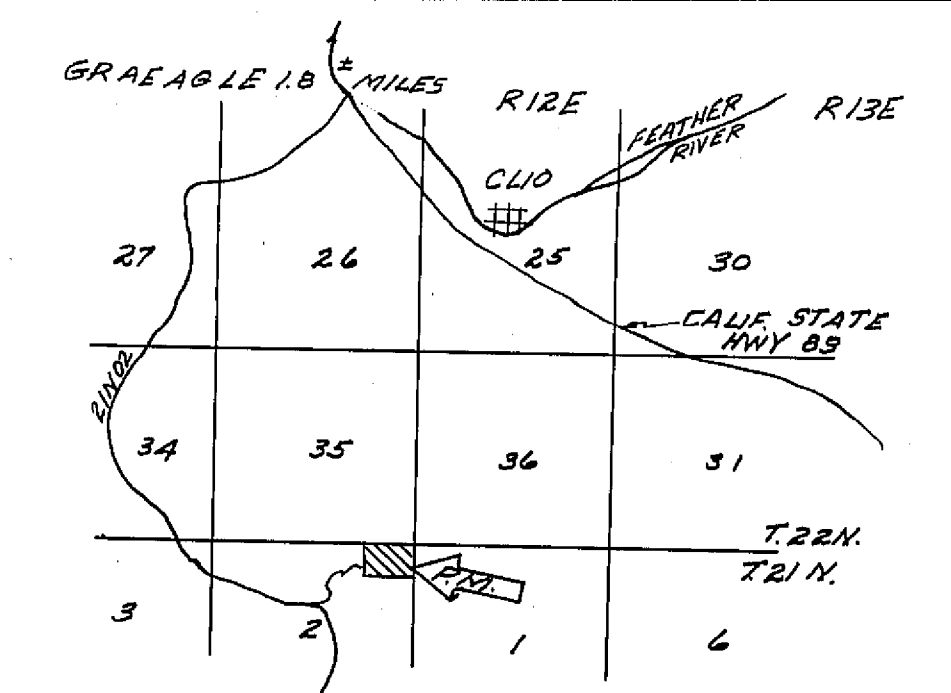 GRAEAGLE 1.8 ± MILES
R12E
R13E
FEATHER
RIVER
CLIO
27
26
25
30
CALIF. STATE
HWY 89
21N02
34
35
36
31
T.22N.
T.21N.
P.M.
3
2
1
6